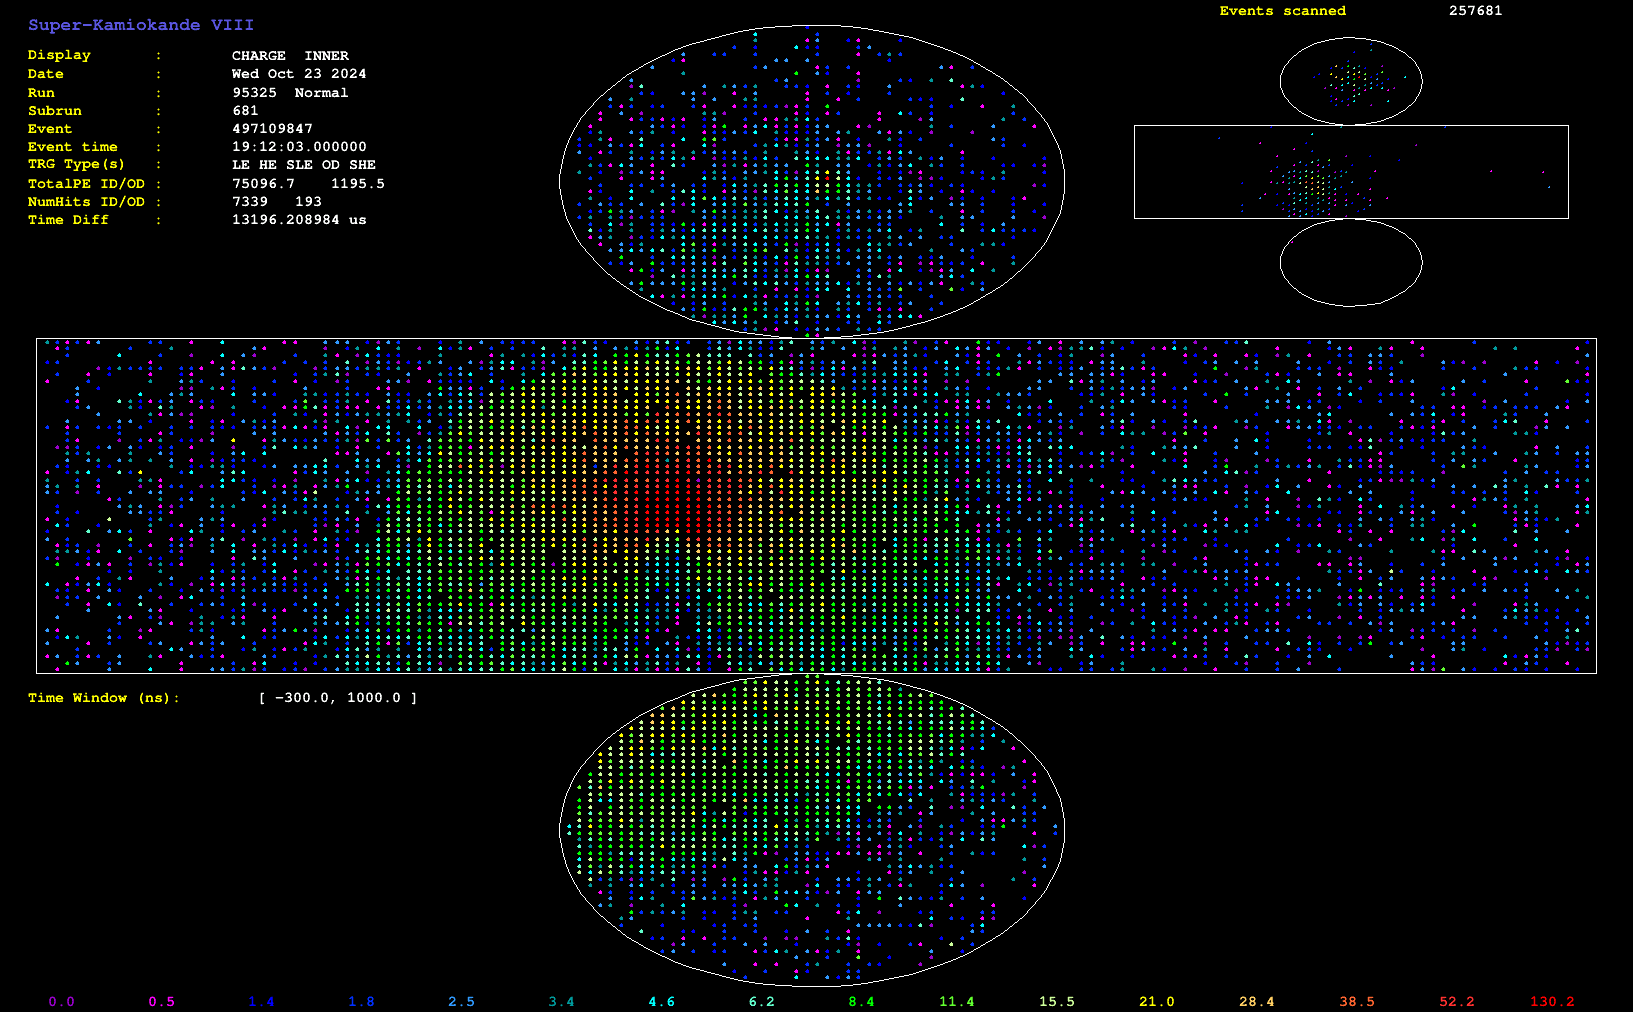 Super-Kamiokande VIII
Events scanned 257681
Display : CHARGE INNER
Date : Wed Oct 23 2024
Run : 95325 Normal
Subrun : 681
Event : 497109847
Event time : 19:12:03.000000
TRG Type(s) : LE HE SLE OD SHE
TotalPE ID/OD : 75096.7 1195.5
NumHits ID/OD : 7339 193
Time Diff : 13196.208984 us
Time Window (ns): [ -300.0, 1000.0 ]
0.0 0.5 1.4 1.8 2.5 3.4 4.6 6.2 8.4 11.4 15.5 21.0 28.4 38.5 52.2 130.2